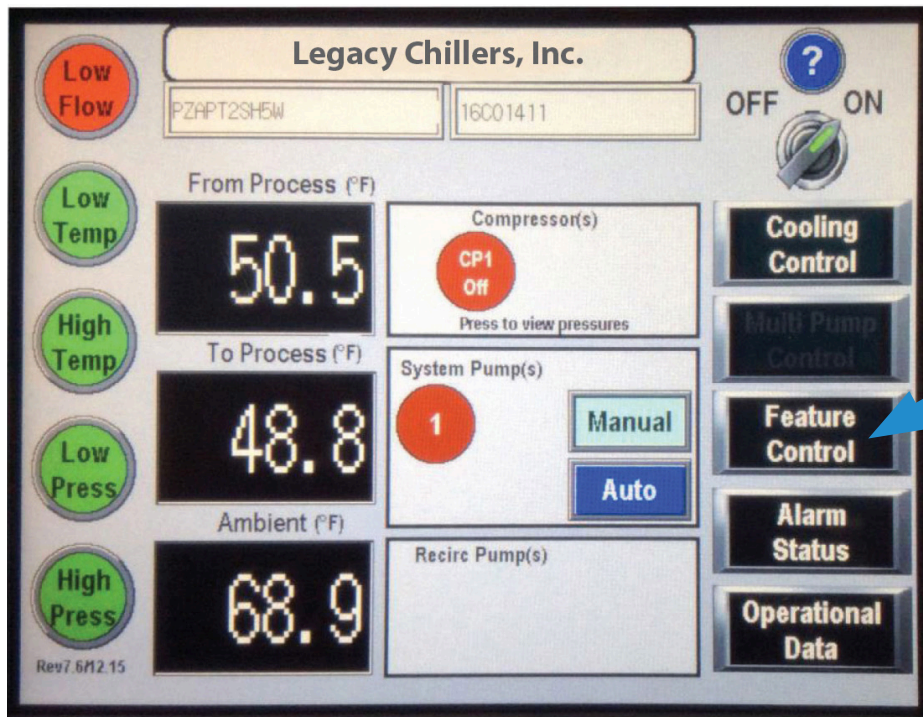 Legacy Chillers, Inc.
PZAPT2SH5W
16C01411
?
OFF
ON
Low
Flow
Low
Temp
High
Temp
Low
Press
High
Press
Rev7.6/12.15
From Process (°F)
50.5
To Process (°F)
48.8
Ambient (°F)
68.9
Compressor(s)
CP1
Off
Press to view pressures
System Pump(s)
1
Manual
Auto
Recirc Pump(s)
Cooling
Control
Multi Pump
Control
Feature
Control
Alarm
Status
Operational
Data